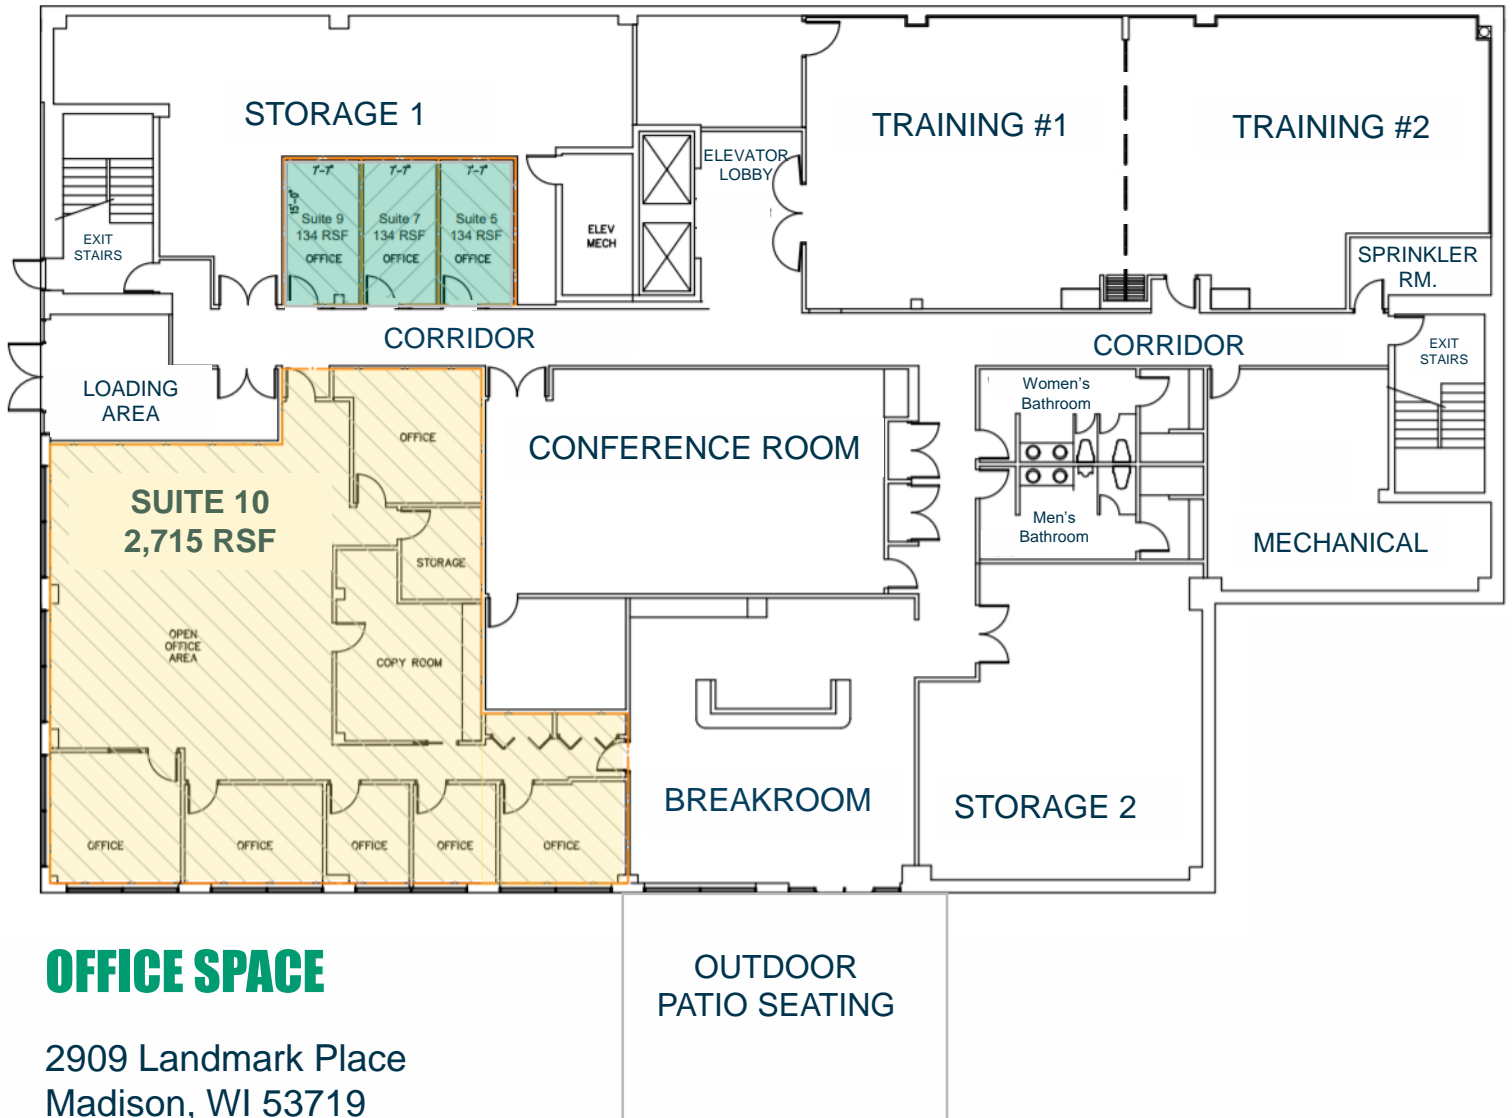 STORAGE 1
TRAINING #1
TRAINING #2
ELEVATOR
LOBBY
7'-7"
7'-7"
7'-7"
15'-0"
Suite 9
134 RSF
OFFICE
Suite 7
134 RSF
OFFICE
Suite 5
134 RSF
OFFICE
ELEV
MECH
EXIT
STAIRS
SPRINKLER
RM.
CORRIDOR
CORRIDOR
EXIT
STAIRS
LOADING
AREA
Women's
Bathroom
OFFICE
CONFERENCE ROOM
SUITE 10
2,715 RSF
Men's
Bathroom
MECHANICAL
STORAGE
OPEN
OFFICE
AREA
COPY ROOM
BREAKROOM
STORAGE 2
OFFICE
OFFICE
OFFICE
OFFICE
OFFICE
OFFICE SPACE
OUTDOOR
PATIO SEATING
2909 Landmark Place
Madison, WI 53719